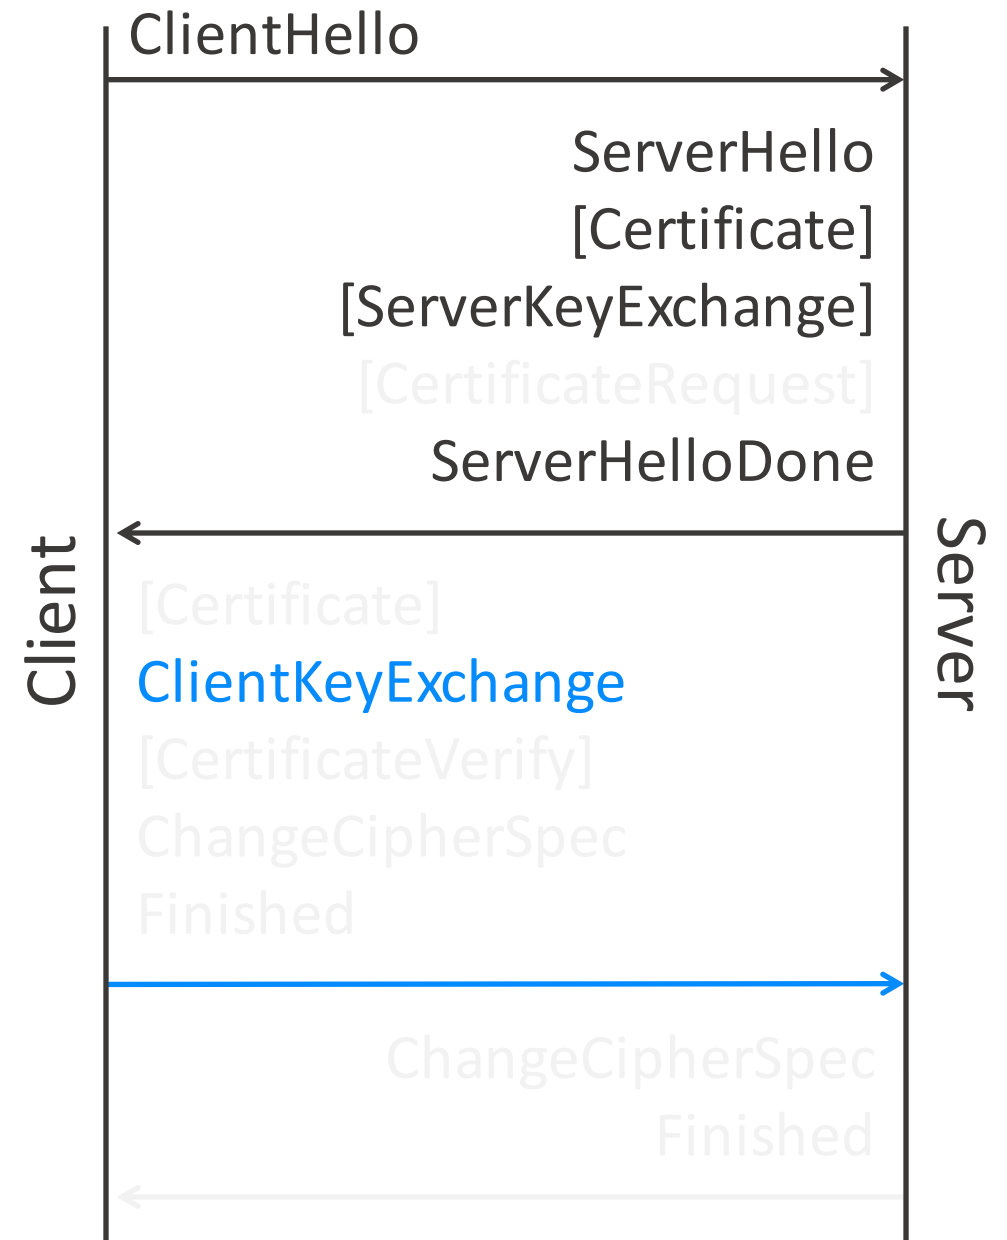 ClientHello
ServerHello
[Certificate]
[ServerKeyExchange]
[CertificateRequest]
ServerHelloDone
Client
Server
[Certificate]
ClientKeyExchange
[CertificateVerify]
ChangeCipherSpec
Finished
ChangeCipherSpec
Finished